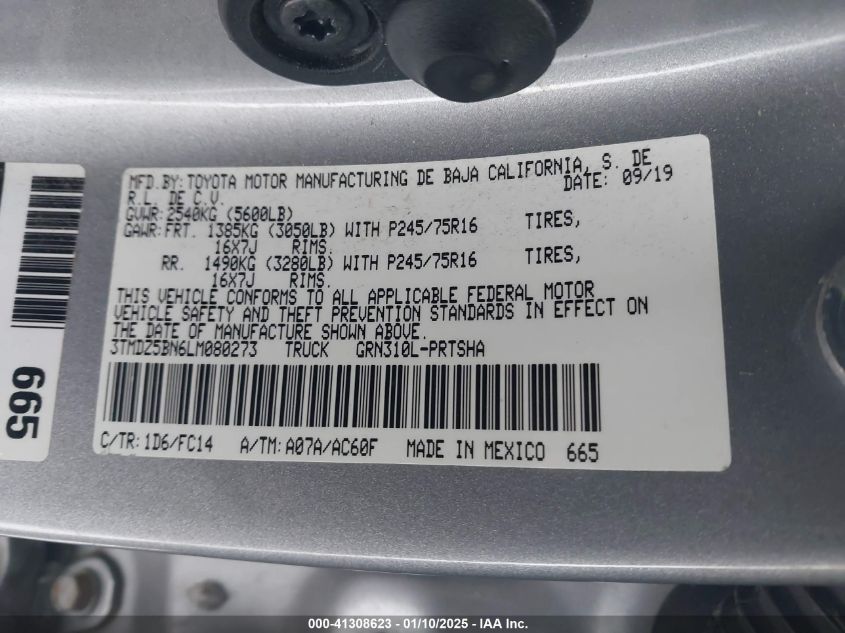 MFD.BY:TOYOTA MOTOR MANUFACTURING DE BAJA CALIFORNIA, S. DE
R.L. DE C.V. DATE: 09/19
GVWR:2540KG (5600LB)
GAWR:FRT. 1385KG (3050LB) WITH P245/75R16 TIRES,
16X7J RIMS.
RR. 1490KG (3280LB) WITH P245/75R16 TIRES,
16X7J RIMS.
THIS VEHICLE CONFORMS TO ALL APPLICABLE FEDERAL MOTOR
VEHICLE SAFETY AND THEFT PREVENTION STANDARDS IN EFFECT ON
THE DATE OF MANUFACTURE SHOWN ABOVE.
3TMDZ5BN6LM080273 TRUCK GRN310L-PRTSHA
C/TR:1D6/FC14 A/TM:A07A/AC60F MADE IN MEXICO 665
665
000-41308623 - 01/10/2025 - IAA Inc.